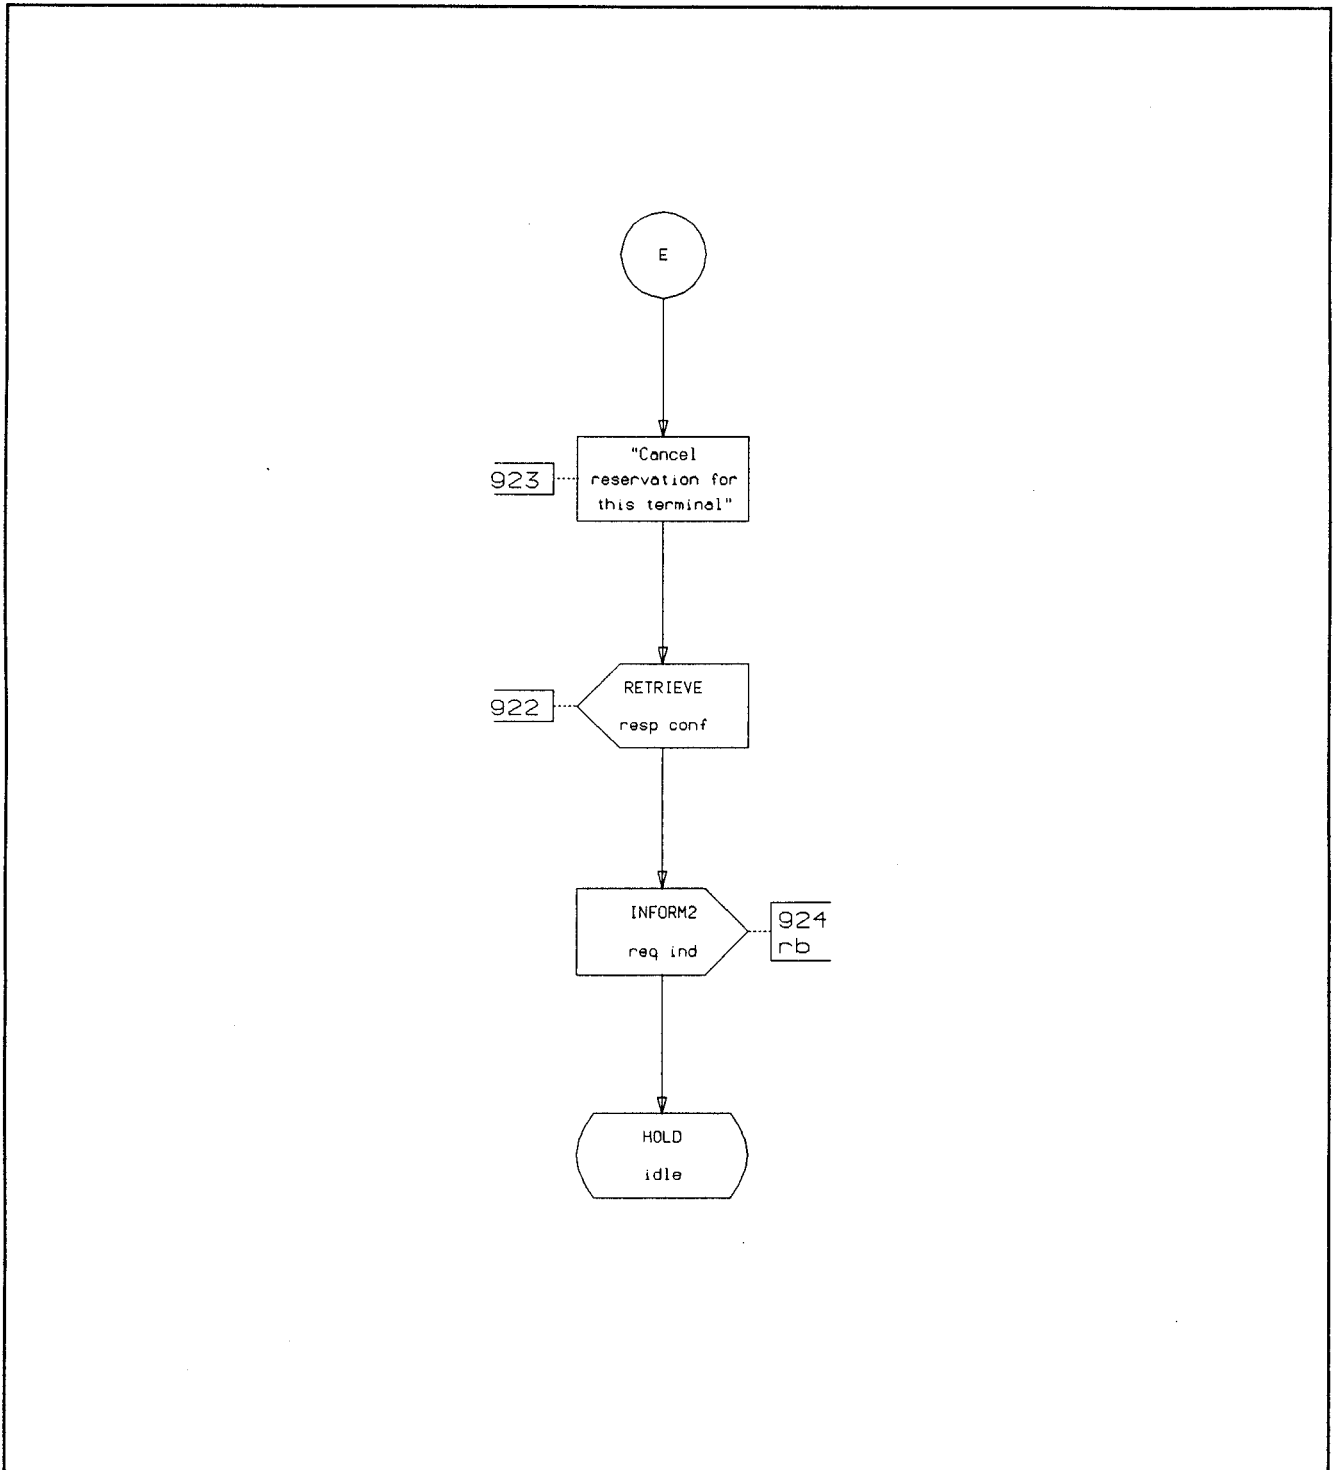 E
"Cancel
923
reservation for
this terminal"
RETRIEVE
922
resp conf
INFORM2
924
req ind
rb
HOLD
idle